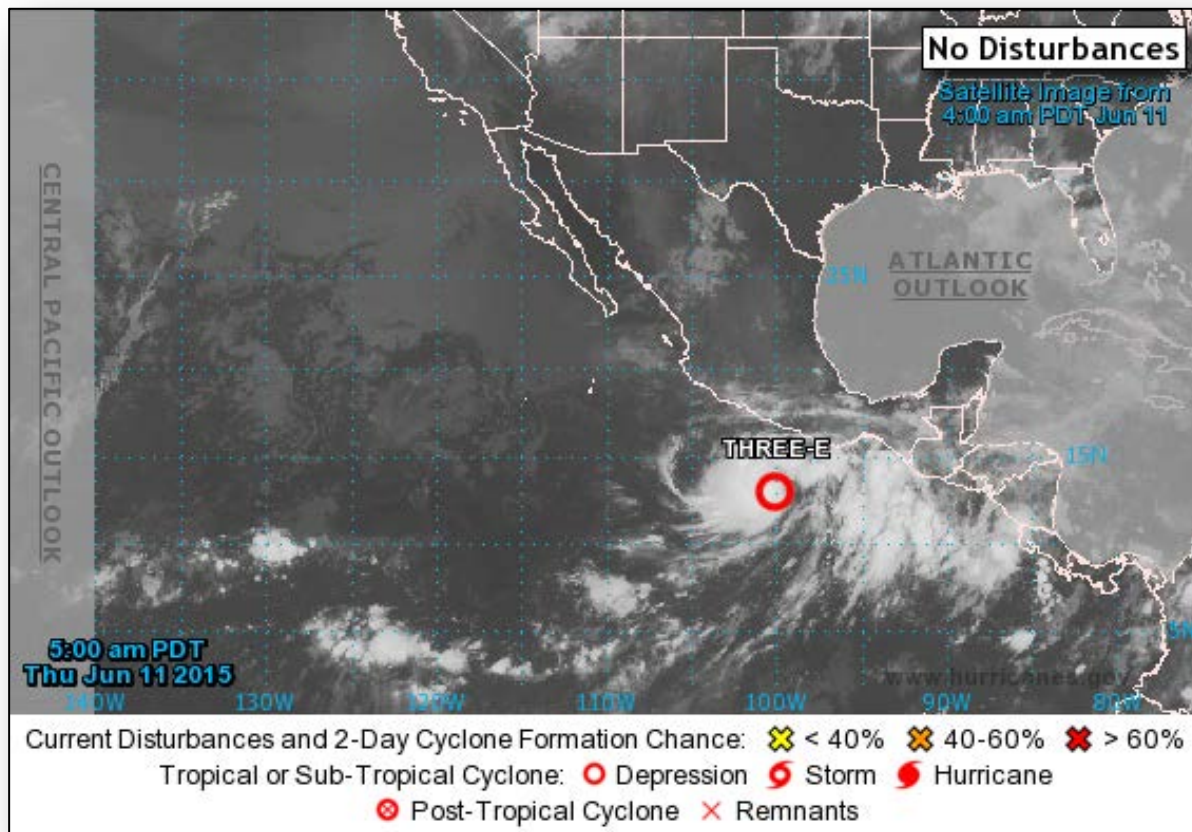 No Disturbances
Satellite Image from
4:00 am PDT Jun 11
CENTRAL PACIFIC OUTLOOK
ATLANTIC
OUTLOOK
25N
THREE-E
15N
5N
5:00 am PDT
Thu Jun 11 2015
www.hurricanes.gov
140W 130W 120W 110W 100W 90W 80W
Current Disturbances and 2-Day Cyclone Formation Chance: < 40% 40-60% > 60%
Tropical or Sub-Tropical Cyclone: Depression Storm Hurricane
Post-Tropical Cyclone Remnants